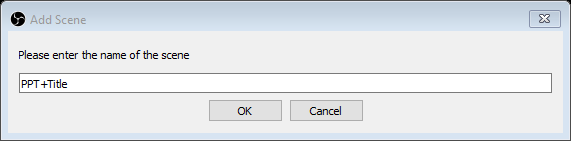 Add Scene
Please enter the name of the scene
PPT+Title
OK Cancel